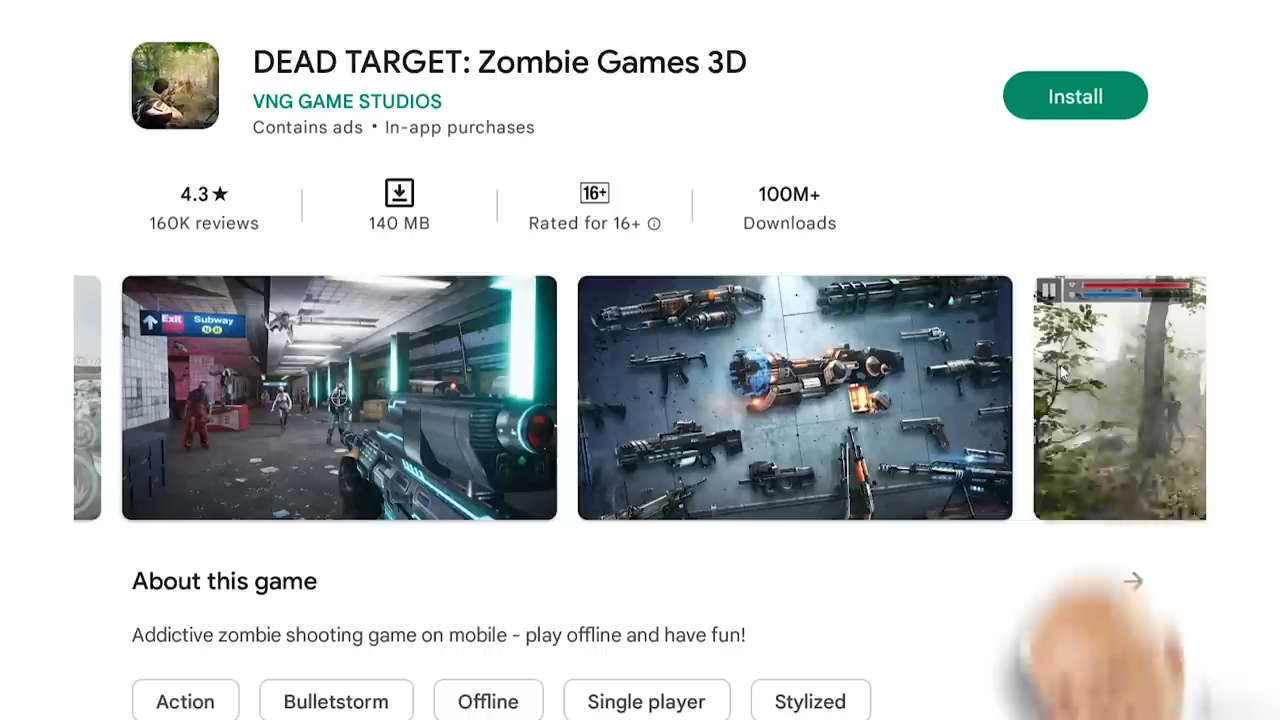 DEAD TARGET: Zombie Games 3D
VNG GAME STUDIOS
Contains ads • In-app purchases
Install
4.3★
160K reviews
140 MB
16+
Rated for 16+
100M+
Downloads
Exit Subway
N R
About this game
Addictive zombie shooting game on mobile - play offline and have fun!
Action
Bulletstorm
Offline
Single player
Stylized